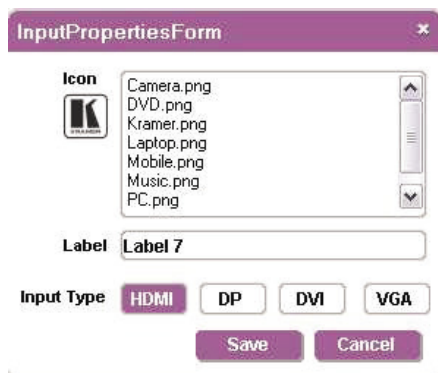 InputPropertiesForm ×
Icon
K
KRAMER
Camera.png
DVD.png
Kramer.png
Laptop.png
Mobile.png
Music.png
PC.png
Label Label 7
Input Type HDMI DP DVI VGA
Save Cancel